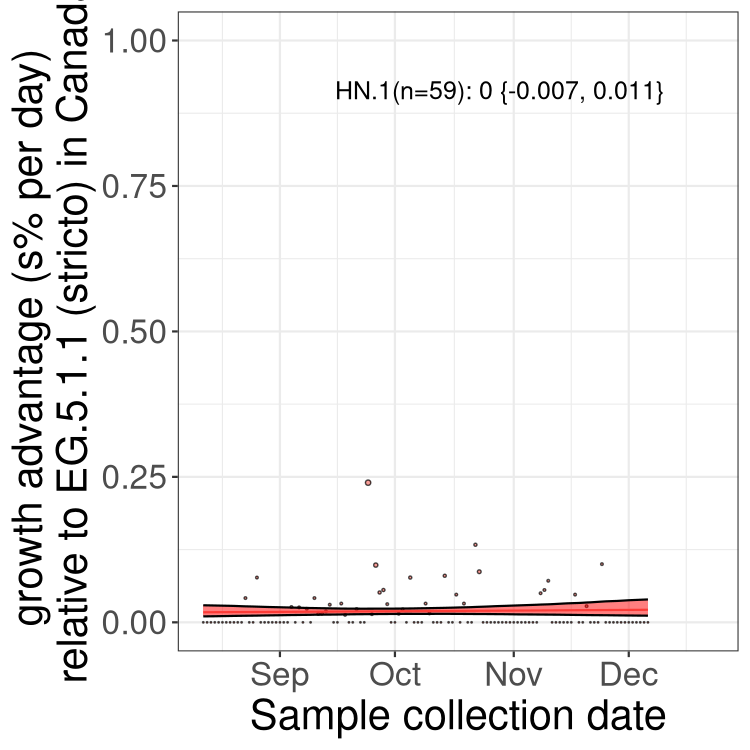 growth advantage (s% per day)
relative to EG.5.1.1 (stricto) in Canada
1.00
0.75
0.50
0.25
0.00
HN.1(n=59): 0 {-0.007, 0.011}
Sep Oct Nov Dec
Sample collection date